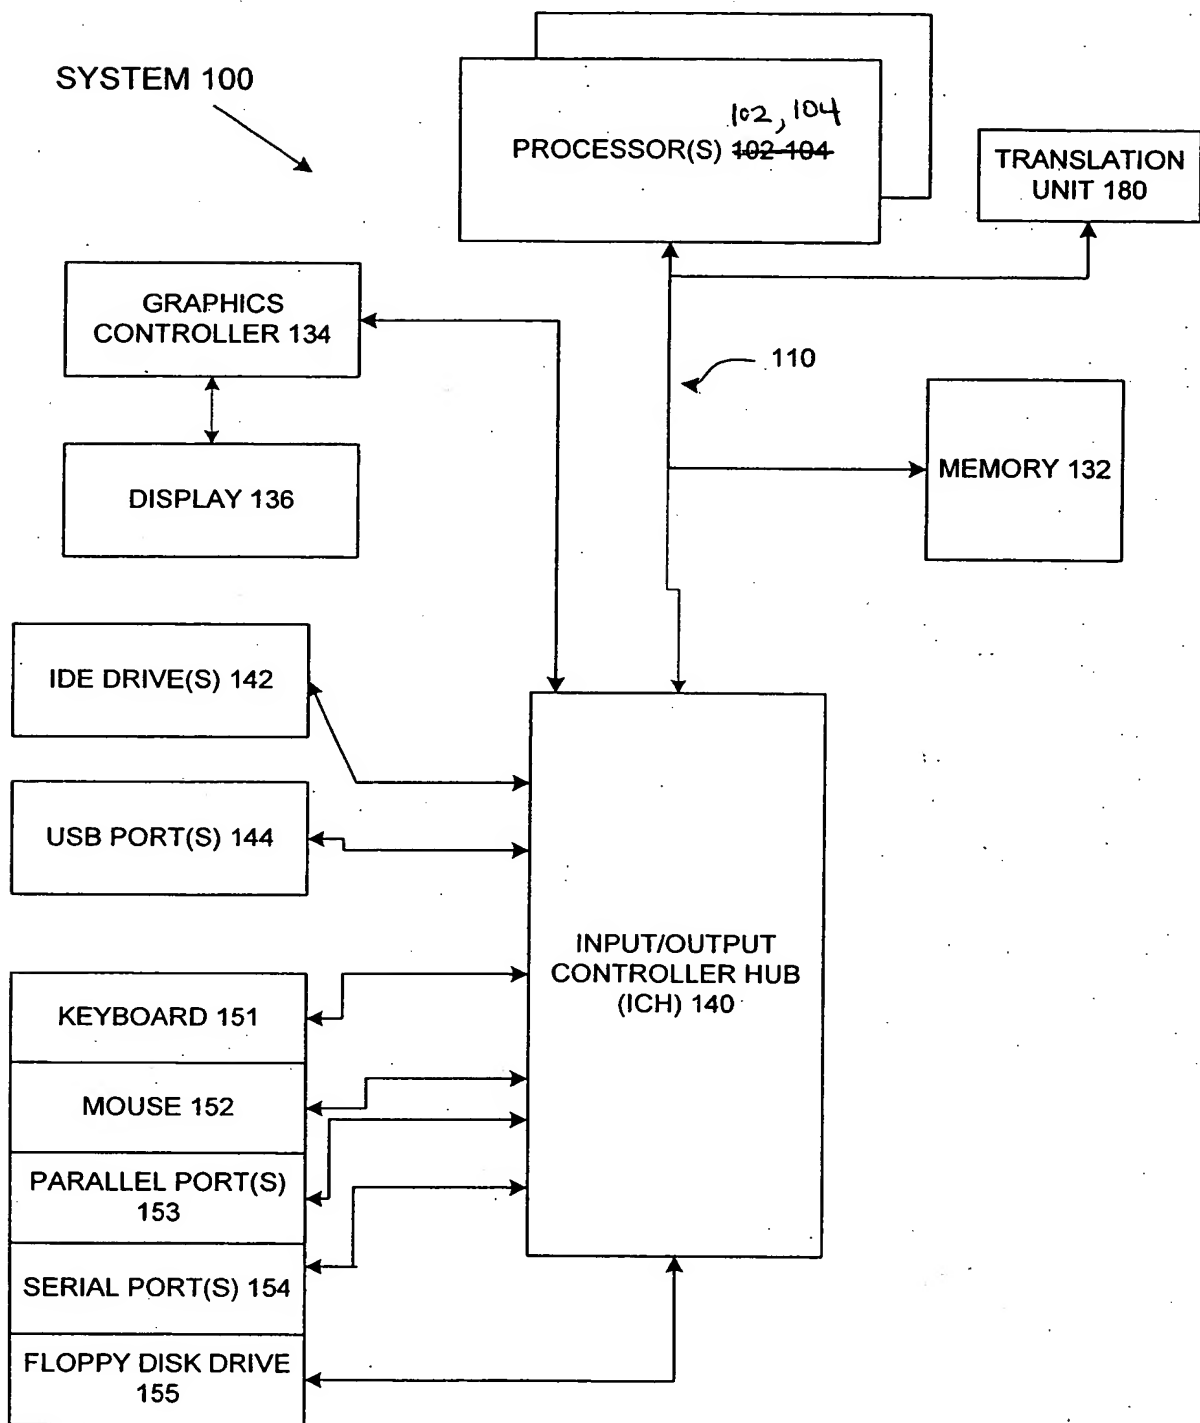 SYSTEM 100
102, 104
PROCESSOR(S) 102-104
TRANSLATION
UNIT 180
GRAPHICS
CONTROLLER 134
110
DISPLAY 136
MEMORY 132
IDE DRIVE(S) 142
USB PORT(S) 144
INPUT/OUTPUT
CONTROLLER HUB
(ICH) 140
KEYBOARD 151
MOUSE 152
PARALLEL PORT(S)
153
SERIAL PORT(S) 154
FLOPPY DISK DRIVE
155